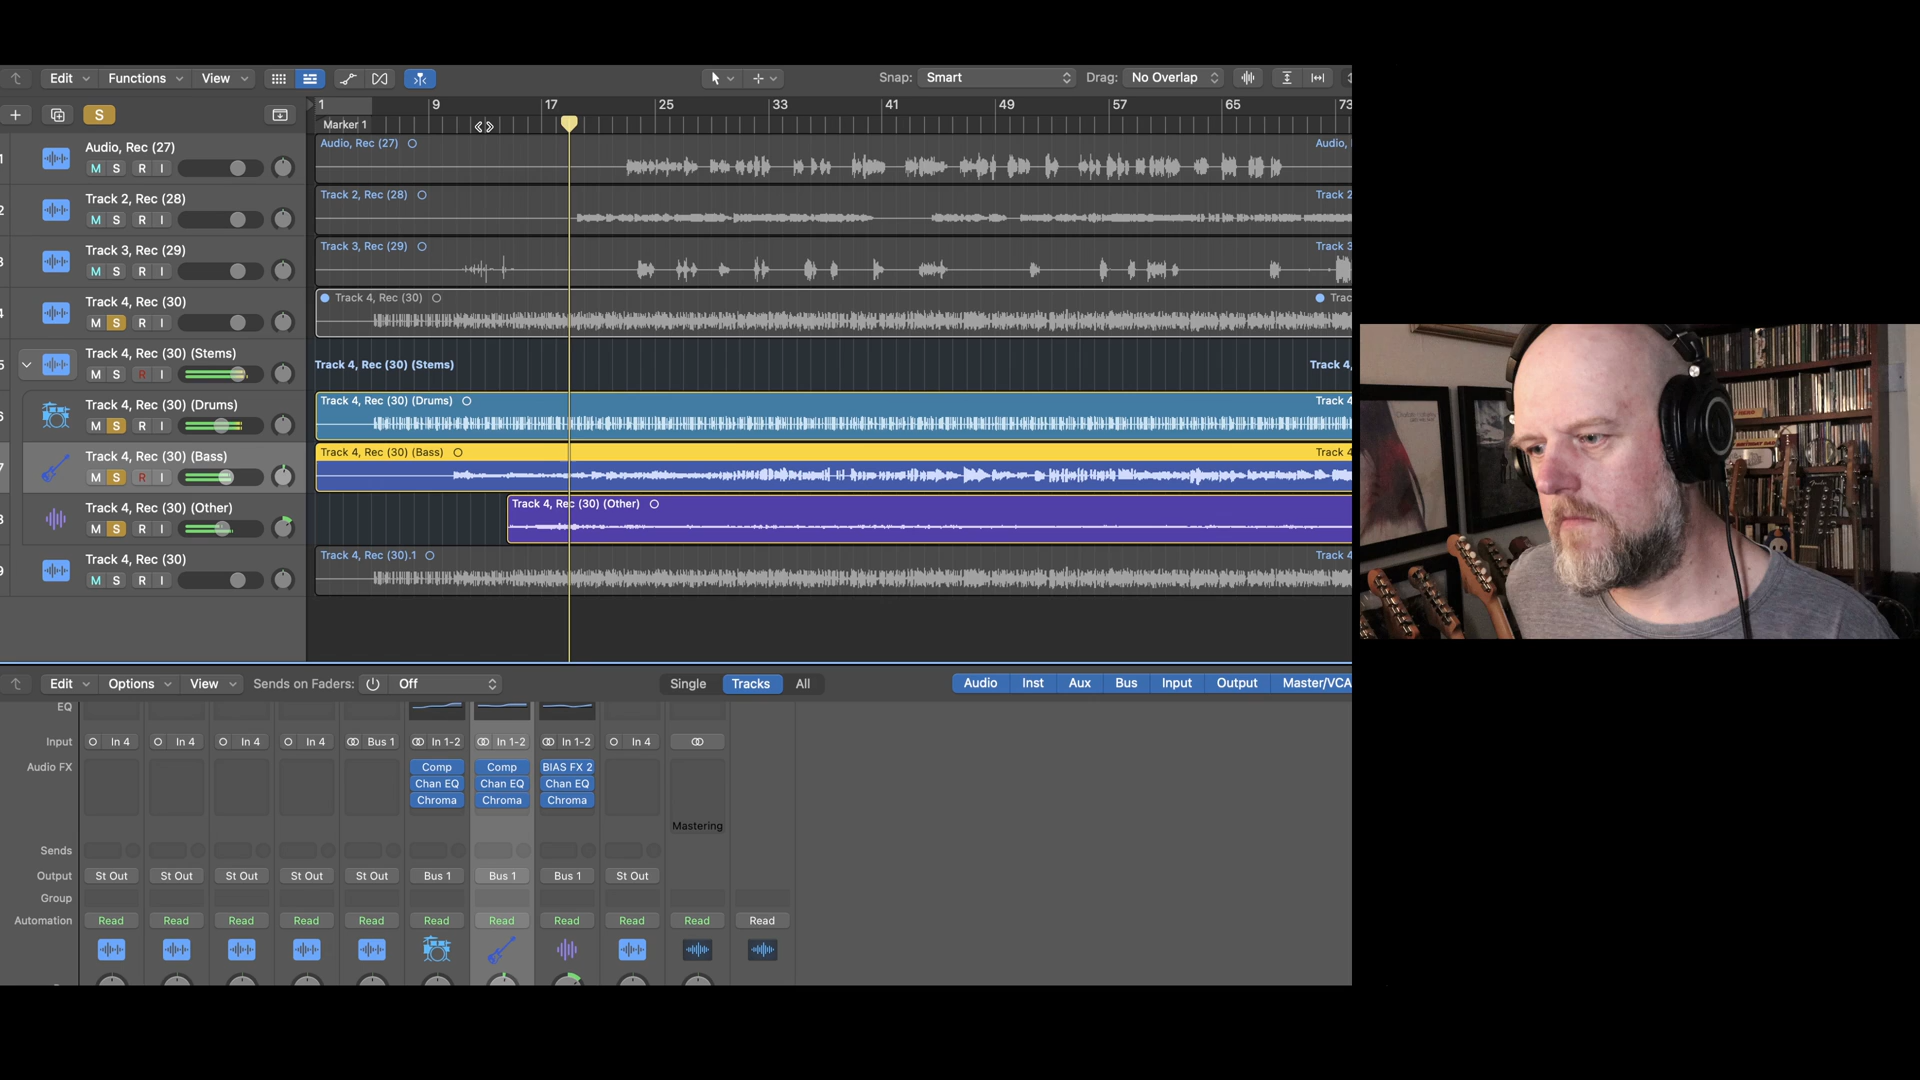 Edit Functions View Snap: Smart Drag: No Overlap
S 1 9 17 25 33 41 49 57 65 73
Marker 1
1 Audio, Rec (27) M S R I Audio, Rec (27) Audio,
2 Track 2, Rec (28) M S R I Track 2, Rec (28) Track 2
3 Track 3, Rec (29) M S R I Track 3, Rec (29) Track 3
4 Track 4, Rec (30) M S R I Track 4, Rec (30) Trac
5 Track 4, Rec (30) (Stems) M S R I Track 4, Rec (30) (Stems) Track 4,
6 Track 4, Rec (30) (Drums) M S R I Track 4, Rec (30) (Drums) Track 4
7 Track 4, Rec (30) (Bass) M S R I Track 4, Rec (30) (Bass) Track 4
8 Track 4, Rec (30) (Other) M S R I Track 4, Rec (30) (Other)
9 Track 4, Rec (30) M S R I Track 4, Rec (30).1 Track 4
Edit Options View Sends on Faders: Off Single Tracks All Audio Inst Aux Bus Input Output Master/VCA
EQ
Input In 4 In 4 In 4 In 4 Bus 1 In 1-2 In 1-2 In 1-2 In 4
Audio FX Comp Comp BIAS FX 2
Chan EQ Chan EQ Chan EQ
Chroma Chroma Chroma
Mastering
Sends
Output St Out St Out St Out St Out St Out Bus 1 Bus 1 Bus 1 St Out
Group
Automation Read Read Read Read Read Read Read Read Read Read Read